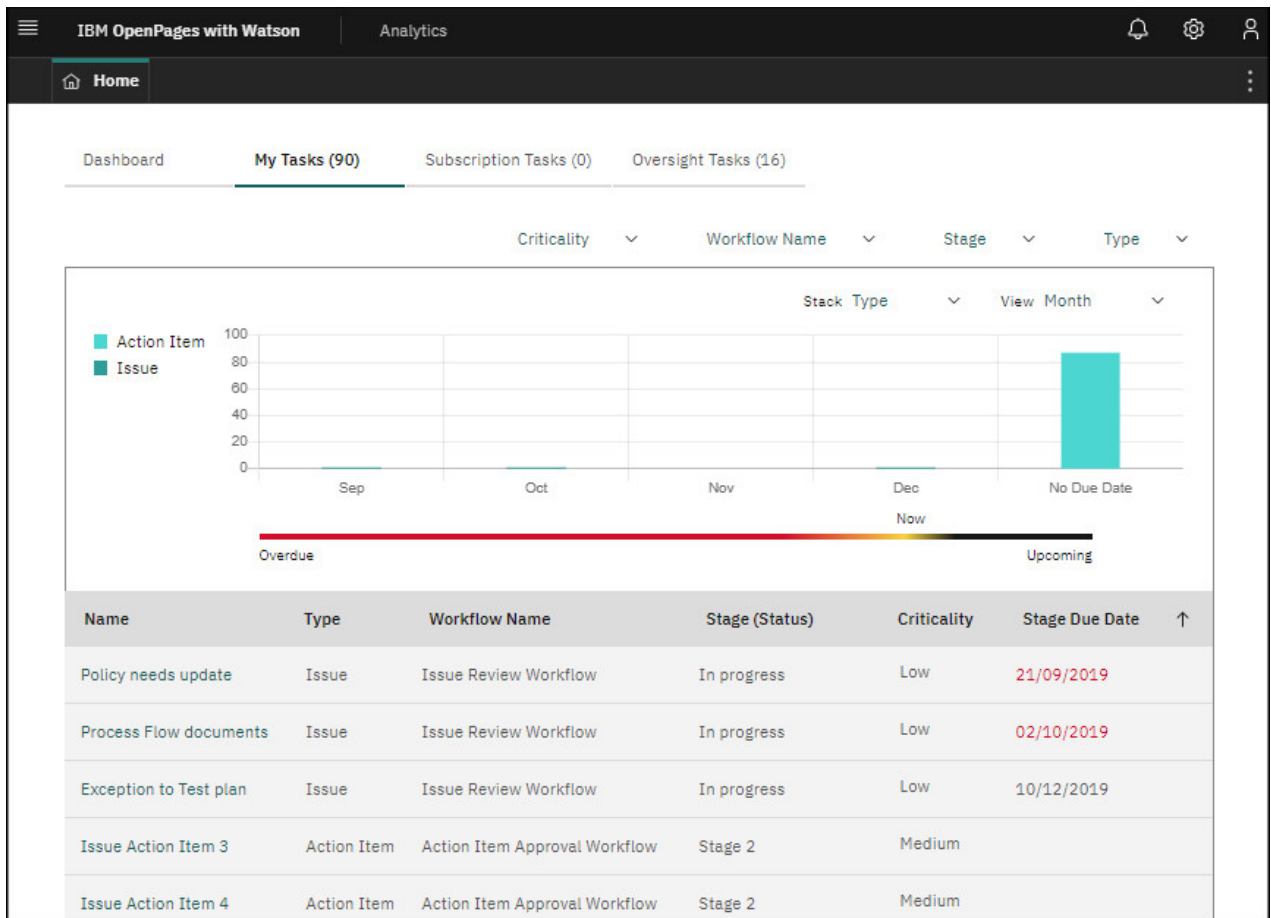 IBM OpenPages with Watson Analytics
Home
Dashboard My Tasks (90) Subscription Tasks (0) Oversight Tasks (16)
Criticality Workflow Name Stage Type
Stack Type View Month
Action Item
Issue
100
80
60
40
20
0
Sep Oct Nov Dec No Due Date
Now
Overdue Upcoming
Name Type Workflow Name Stage (Status) Criticality Stage Due Date
Policy needs update Issue Issue Review Workflow In progress Low 21/09/2019
Process Flow documents Issue Issue Review Workflow In progress Low 02/10/2019
Exception to Test plan Issue Issue Review Workflow In progress Low 10/12/2019
Issue Action Item 3 Action Item Action Item Approval Workflow Stage 2 Medium
Issue Action Item 4 Action Item Action Item Approval Workflow Stage 2 Medium